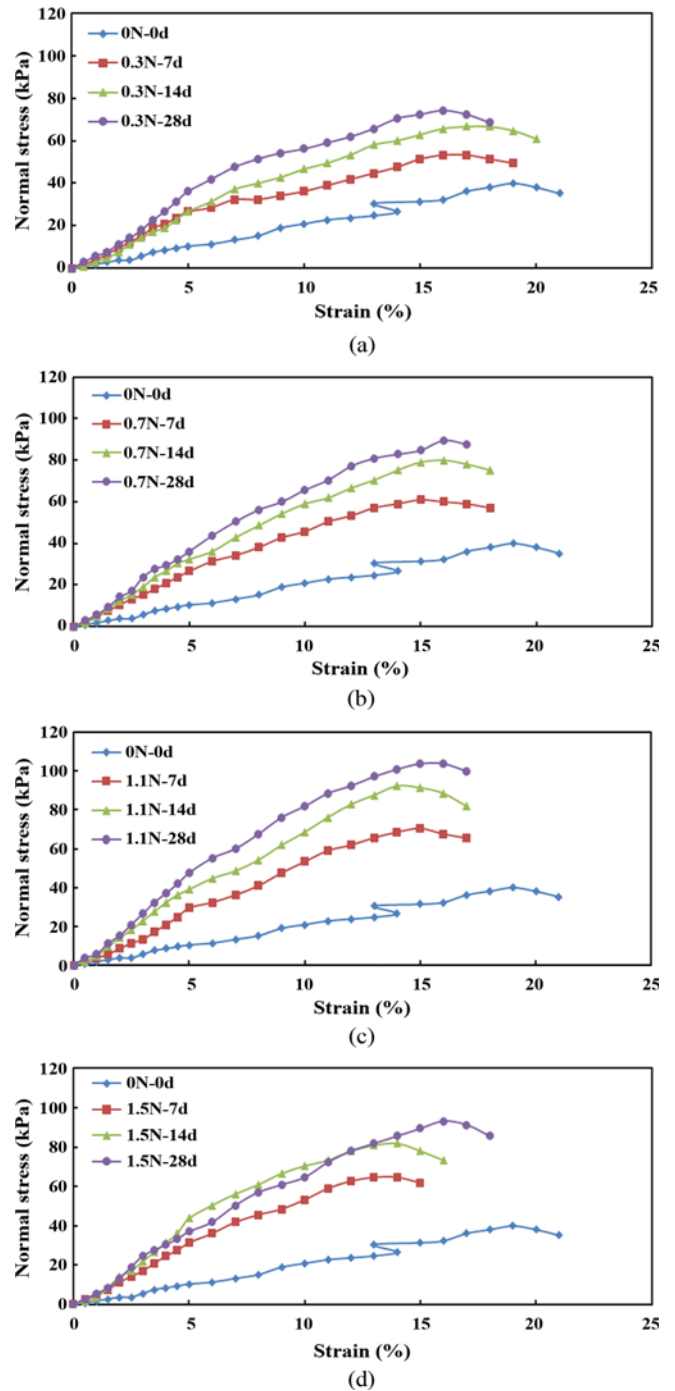 120
100
80
60
40
20
0
Normal stress (kPa)
0N-0d
0.3N-7d
0.3N-14d
0.3N-28d
0 5 10 15 20 25
Strain (%)
(a)
120
100
80
60
40
20
0
Normal stress (kPa)
0N-0d
0.7N-7d
0.7N-14d
0.7N-28d
0 5 10 15 20 25
Strain (%)
(b)
120
100
80
60
40
20
0
Normal stress (kPa)
0N-0d
1.1N-7d
1.1N-14d
1.1N-28d
0 5 10 15 20 25
Strain (%)
(c)
120
100
80
60
40
20
0
Normal stress (kPa)
0N-0d
1.5N-7d
1.5N-14d
1.5N-28d
0 5 10 15 20 25
Strain (%)
(d)